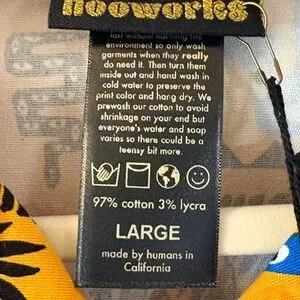 nooworks
last without harming the
environment so only wash
garments when they really
do need it. Then turn them
inside out and hand wash in
cold water to preserve the
print color and hang dry. We
prewash our cotton to avoid
shrinkage on your end but
everyone's water and soap
varies so there could be a
teensy bit more.
97% cotton 3% lycra
LARGE
made by humans in
California